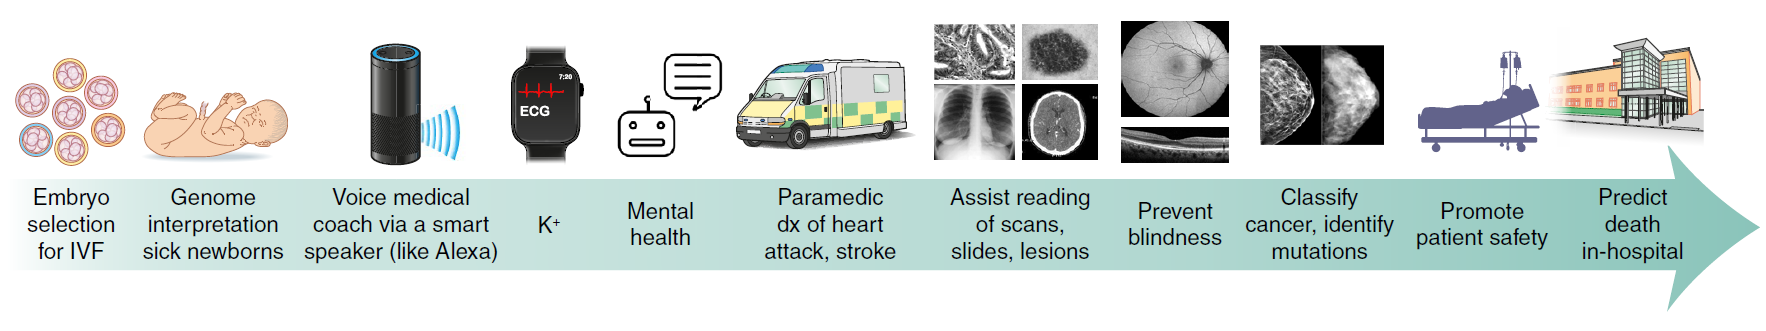 7:20
ECG
Embryo
selection
for IVF
Genome
interpretation
sick newborns
Voice medical
coach via a smart
speaker (like Alexa)
K⁺
Mental
health
Paramedic
dx of heart
attack, stroke
Assist reading
of scans,
slides, lesions
Prevent
blindness
Classify
cancer, identify
mutations
Promote
patient safety
Predict
death
in-hospital